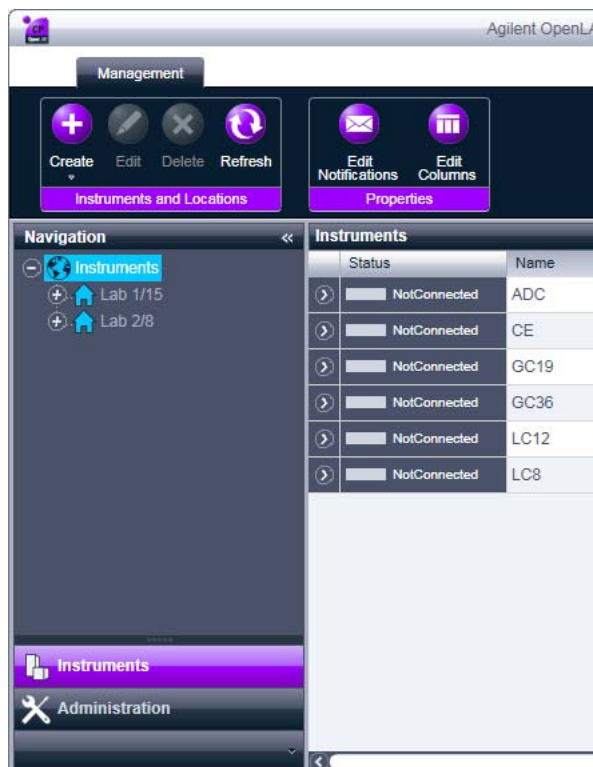 CP
Agilent OpenLA
Management
Create Edit Delete Refresh
Edit Notifications
Edit Columns
Instruments and Locations
Properties
Navigation «
Instruments
Lab 1/15
Lab 2/8
Instruments
Status Name
NotConnected ADC
NotConnected CE
NotConnected GC19
NotConnected GC36
NotConnected LC12
NotConnected LC8
Instruments
Administration